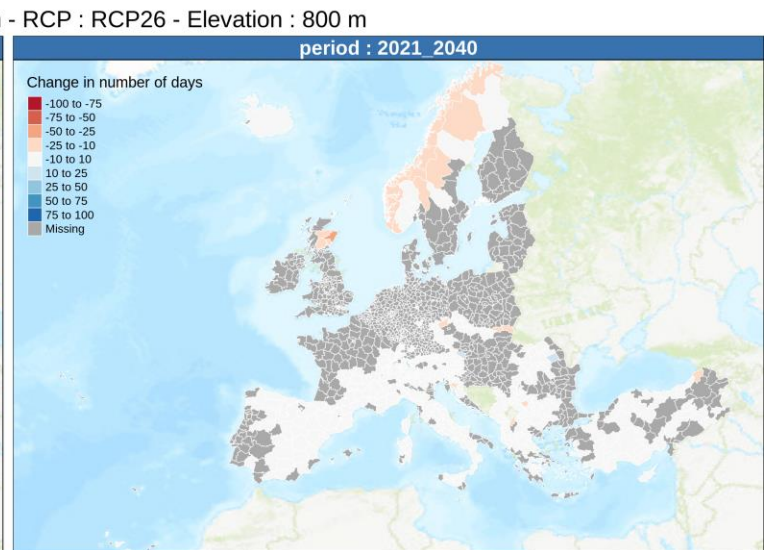 - RCP : RCP26 - Elevation : 800 m
period : 2021_2040
Change in number of days
-100 to -75
-75 to -50
-50 to -25
-25 to -10
-10 to 10
10 to 25
25 to 50
50 to 75
75 to 100
Missing
UKRAINE